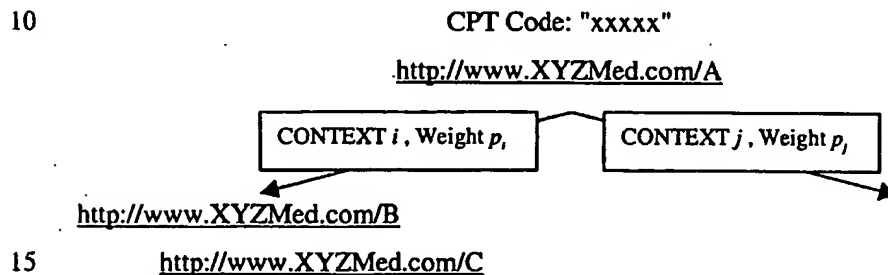 10 CPT Code: "xxxxx"
http://www.XYZMed.com/A
CONTEXT i, Weight pi CONTEXT j, Weight pj
http://www.XYZMed.com/B
15 http://www.XYZMed.com/C